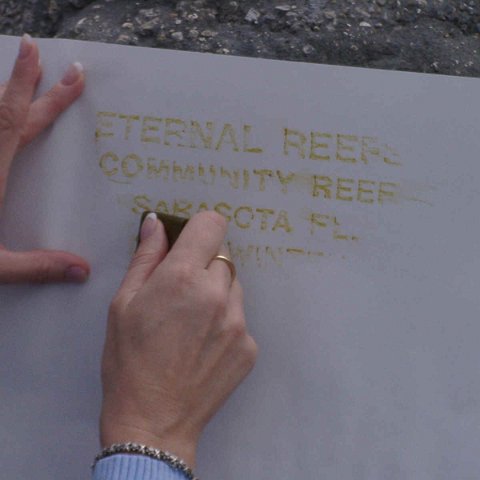 ETERNAL REEFS
COMMUNITY REEF
SARASOTA FL.